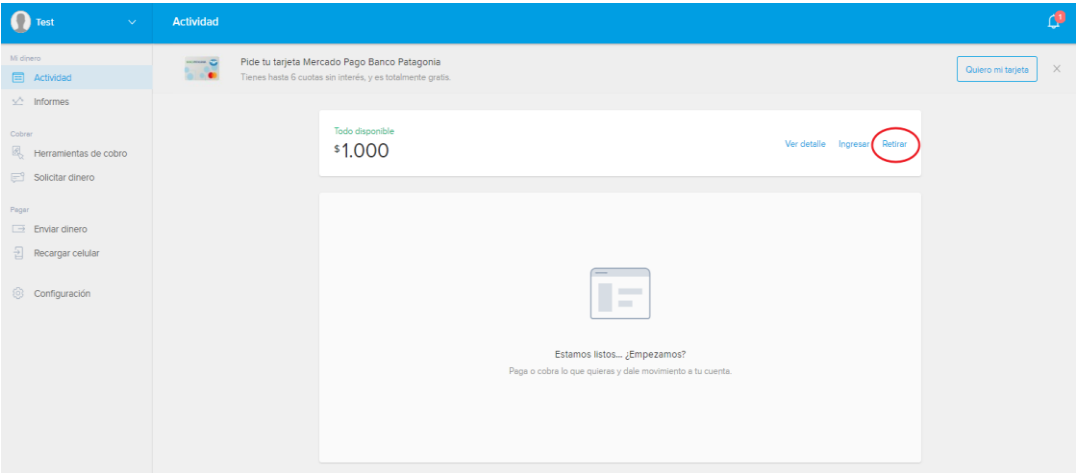 Test
Actividad
1
Mi dinero
Actividad
Informes
Cobrar
Herramientas de cobro
Solicitar dinero
Pagar
Enviar dinero
Recargar celular
Configuración
Pide tu tarjeta Mercado Pago Banco Patagonia
Tienes hasta 6 cuotas sin interés, y es totalmente gratis.
Quiero mi tarjeta
Todo disponible
$1.000
Ver detalle Ingresar Retirar
Estamos listos... ¿Empezamos?
Paga o cobra lo que quieras y dale movimiento a tu cuenta.